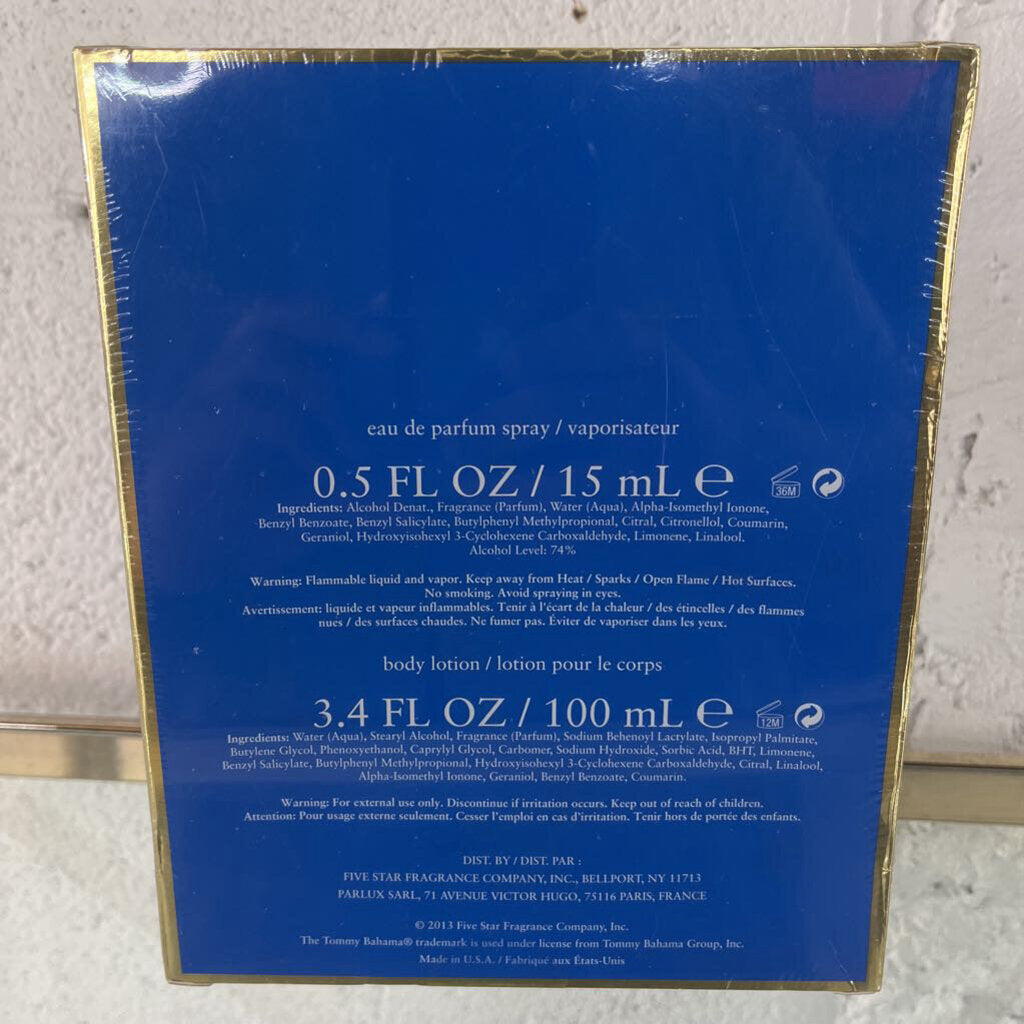 eau de parfum spray / vaporisateur
0.5 FL OZ / 15 mL ℮ 36M
Ingredients: Alcohol Denat., Fragrance (Parfum), Water (Aqua), Alpha-Isomethyl Ionone,
Benzyl Benzoate, Benzyl Salicylate, Butylphenyl Methylpropional, Citral, Citronellol, Coumarin,
Geraniol, Hydroxyisohexyl 3-Cyclohexene Carboxaldehyde, Limonene, Linalool.
Alcohol Level: 74%
Warning: Flammable liquid and vapor. Keep away from Heat / Sparks / Open Flame / Hot Surfaces.
No smoking. Avoid spraying in eyes.
Avertissement: liquide et vapeur inflammables. Tenir à l'écart de la chaleur / des étincelles / des flammes
nues / des surfaces chaudes. Ne fumer pas. Éviter de vaporiser dans les yeux.
body lotion / lotion pour le corps
3.4 FL OZ / 100 mL ℮ 12M
Ingredients: Water (Aqua), Stearyl Alcohol, Fragrance (Parfum), Sodium Behenoyl Lactylate, Isopropyl Palmitate,
Butylene Glycol, Phenoxyethanol, Caprylyl Glycol, Carbomer, Sodium Hydroxide, Sorbic Acid, BHT, Limonene,
Benzyl Salicylate, Butylphenyl Methylpropional, Hydroxyisohexyl 3-Cyclohexene Carboxaldehyde, Citral, Linalool,
Alpha-Isomethyl Ionone, Geraniol, Benzyl Benzoate, Coumarin.
Warning: For external use only. Discontinue if irritation occurs. Keep out of reach of children.
Attention: Pour usage externe seulement. Cesser l'emploi en cas d'irritation. Tenir hors de portée des enfants.
DIST. BY / DIST. PAR :
FIVE STAR FRAGRANCE COMPANY, INC., BELLPORT, NY 11713
PARLUX SARL, 71 AVENUE VICTOR HUGO, 75116 PARIS, FRANCE
© 2013 Five Star Fragrance Company, Inc.
The Tommy Bahama® trademark is used under license from Tommy Bahama Group, Inc.
Made in U.S.A. / Fabriqué aux États-Unis